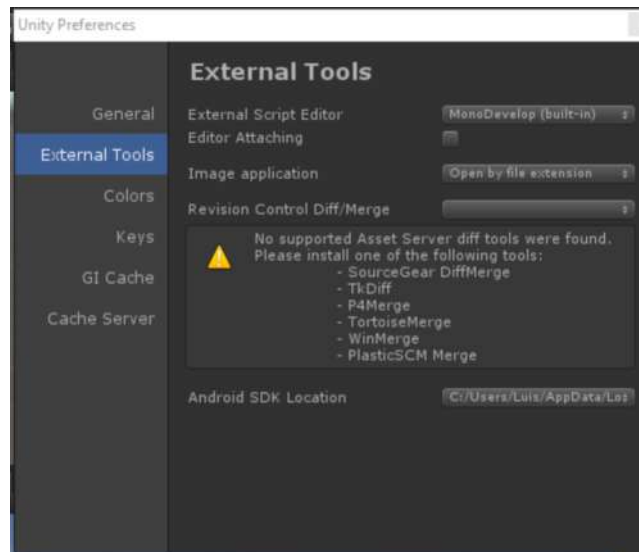 Unity Preferences
External Tools
General
External Tools
Colors
Keys
GI Cache
Cache Server
External Script Editor MonoDevelop (built-in)
Editor Attaching
Image application Open by file extension
Revision Control Diff/Merge
No supported Asset Server diff tools were found.
Please install one of the following tools:
- SourceGear DiffMerge
- TkDiff
- P4Merge
- TortoiseMerge
- WinMerge
- PlasticSCM Merge
Android SDK Location C:/Users/Luis/AppData/Loc